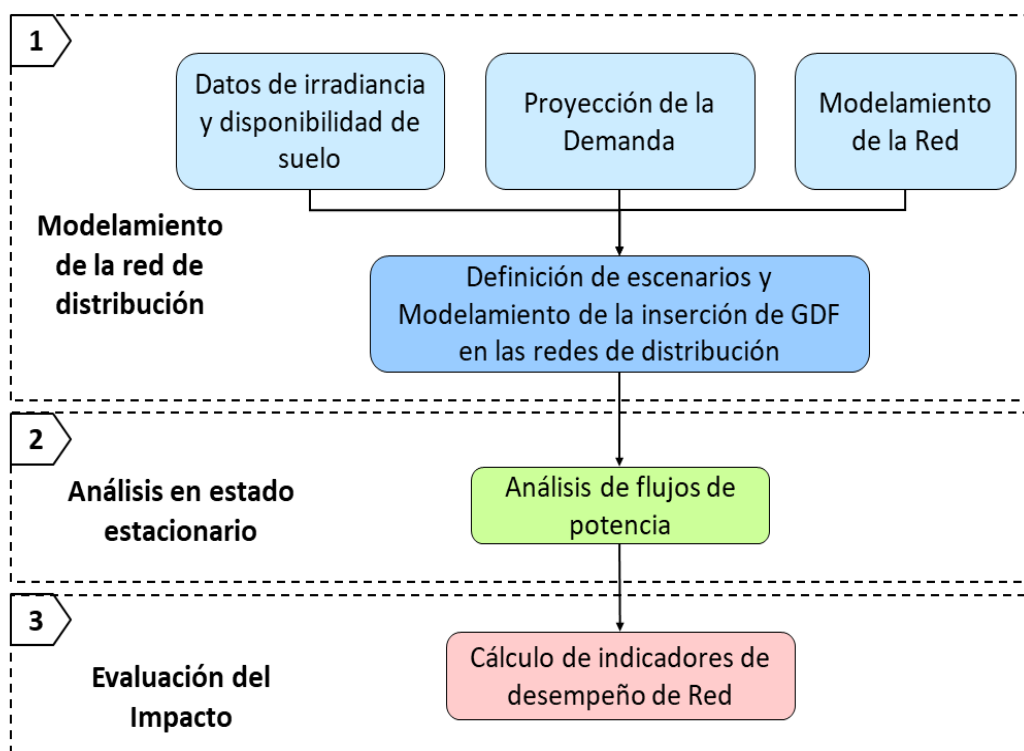 1
Datos de irradiancia
y disponibilidad de
suelo
Proyección de la
Demanda
Modelamiento
de la Red
Modelamiento
de la red de
distribución
Definición de escenarios y
Modelamiento de la inserción de GDF
en las redes de distribución
2
Análisis en estado
estacionario
Análisis de flujos de
potencia
3
Evaluación del
Impacto
Cálculo de indicadores de
desempeño de Red